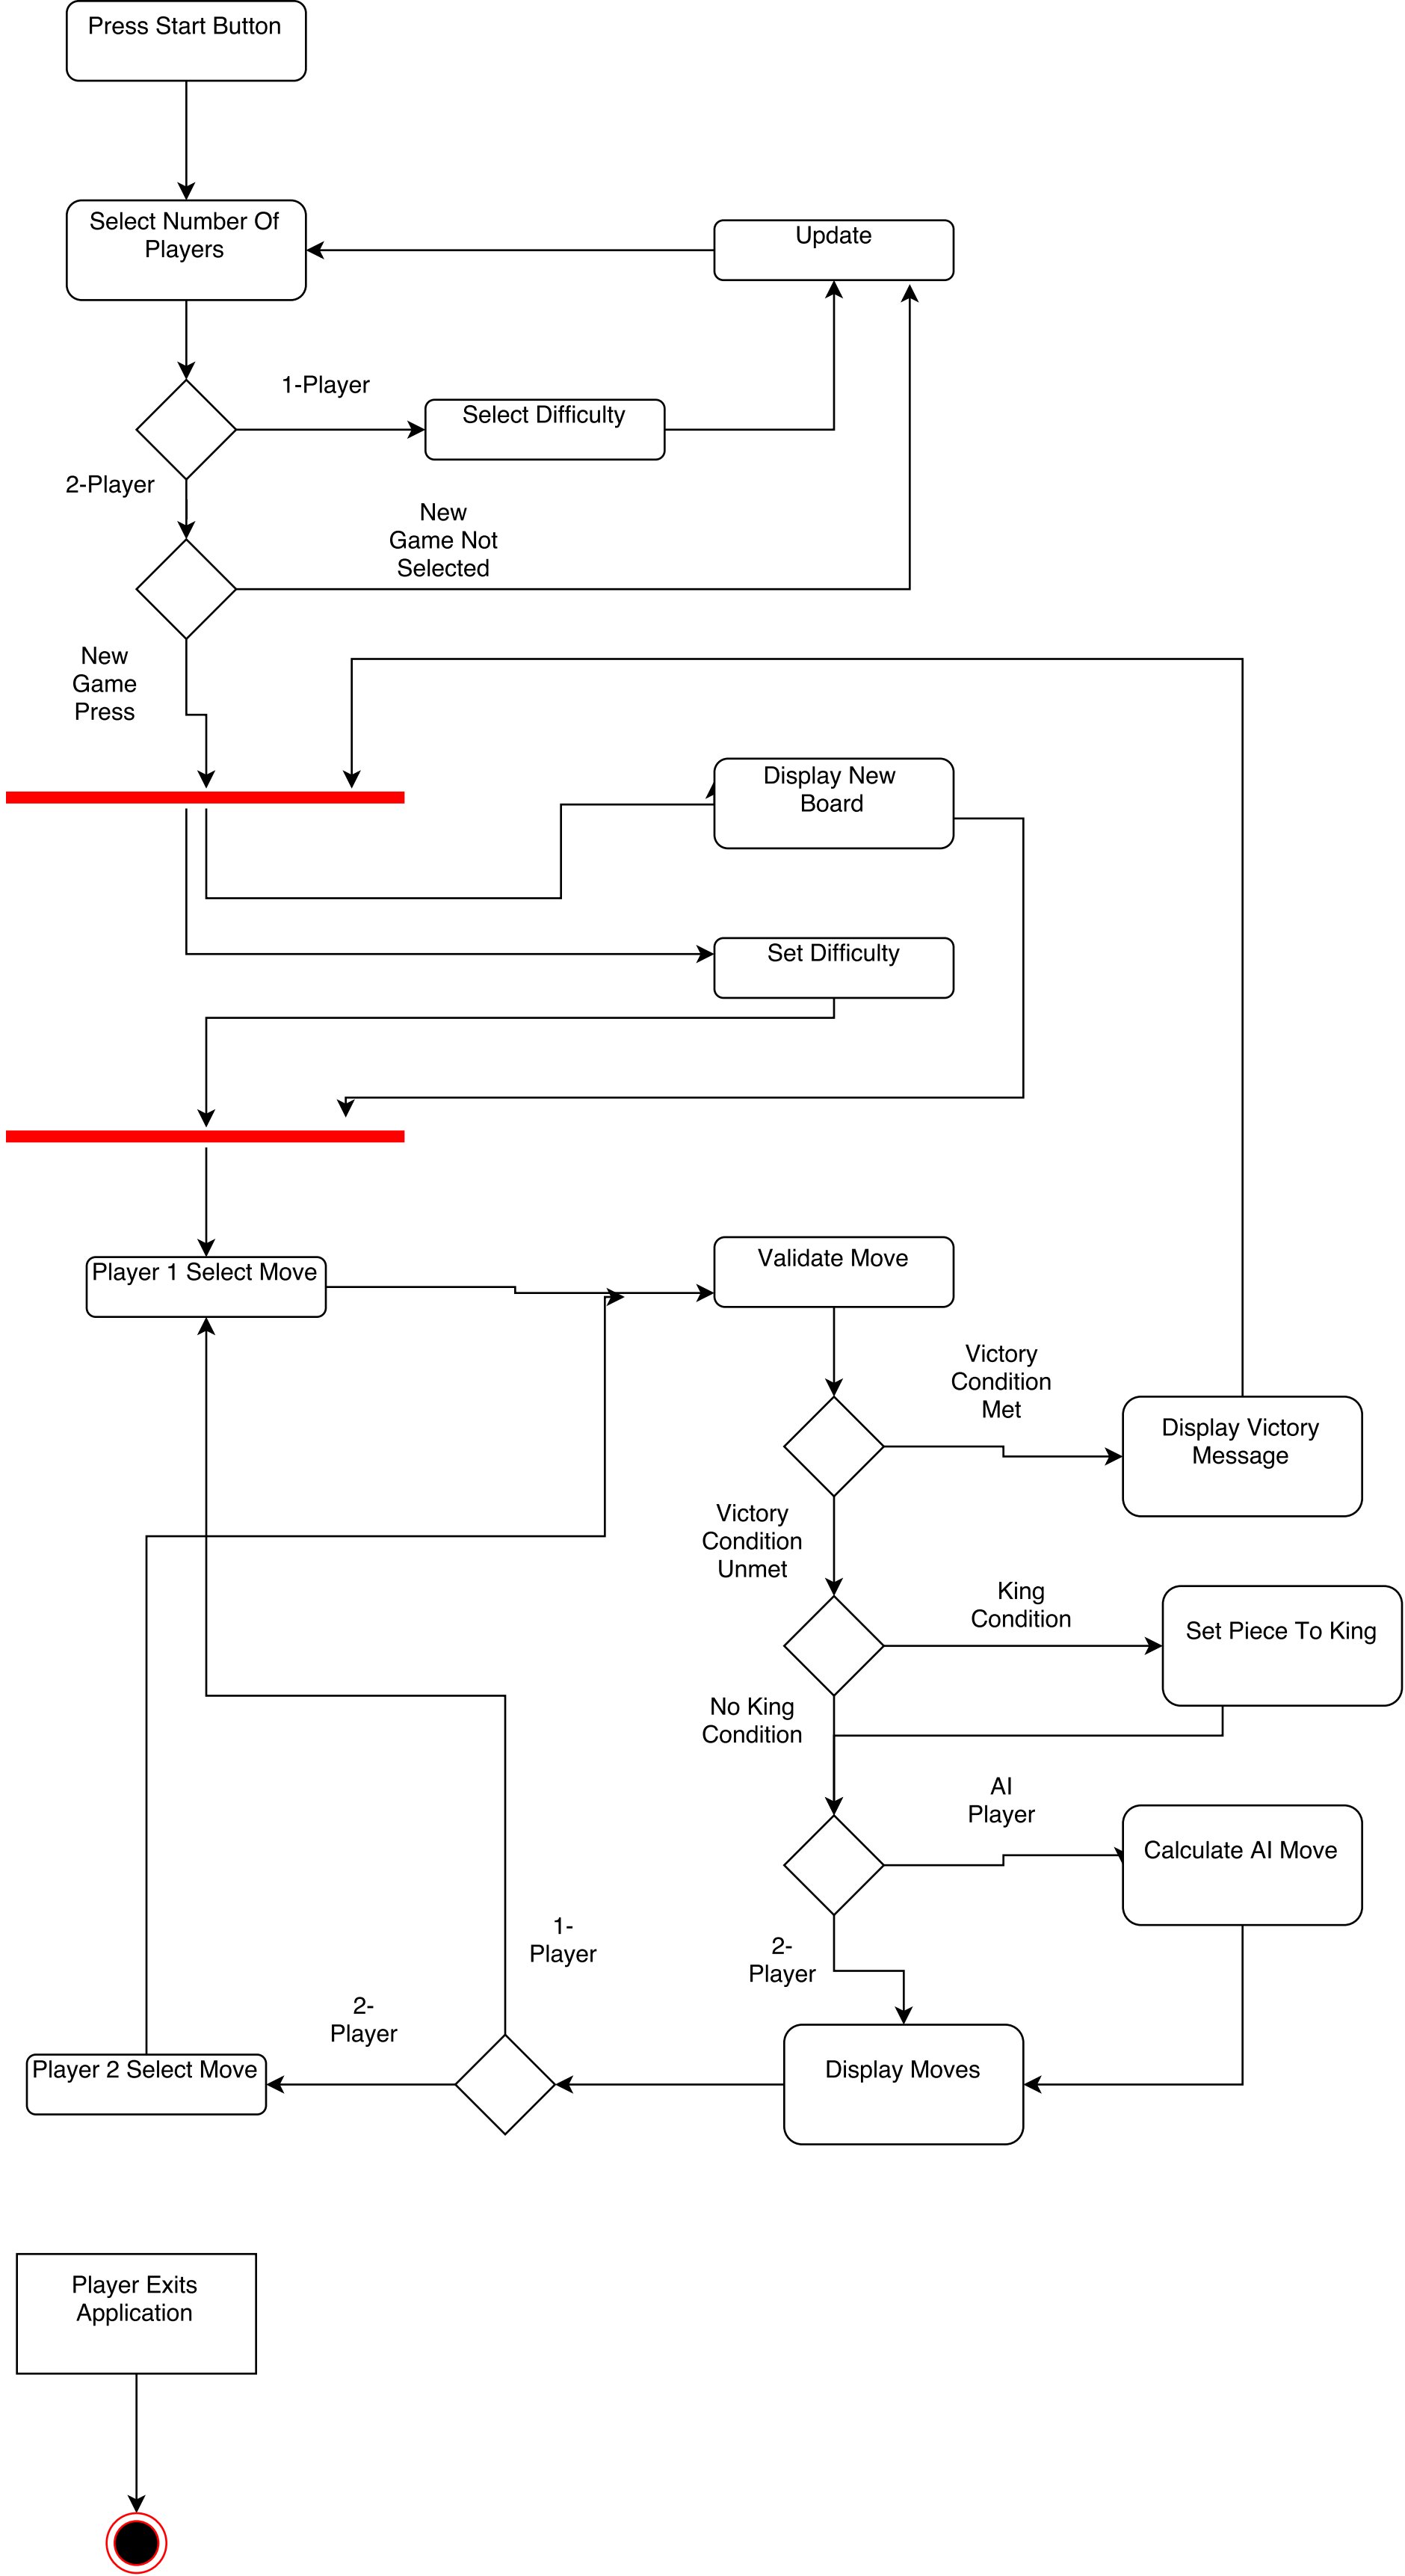 Press Start Button
Select Number Of
Players
Update
1-Player
Select Difficulty
2-Player
New
Game Not
Selected
New
Game
Press
Display New
Board
Set Difficulty
Player 1 Select Move
Validate Move
Victory
Condition
Met
Display Victory
Message
Victory
Condition
Unmet
King
Condition
Set Piece To King
No King
Condition
AI
Player
Calculate AI Move
1-
Player
2-
Player
2-
Player
Player 2 Select Move
Display Moves
Player Exits
Application